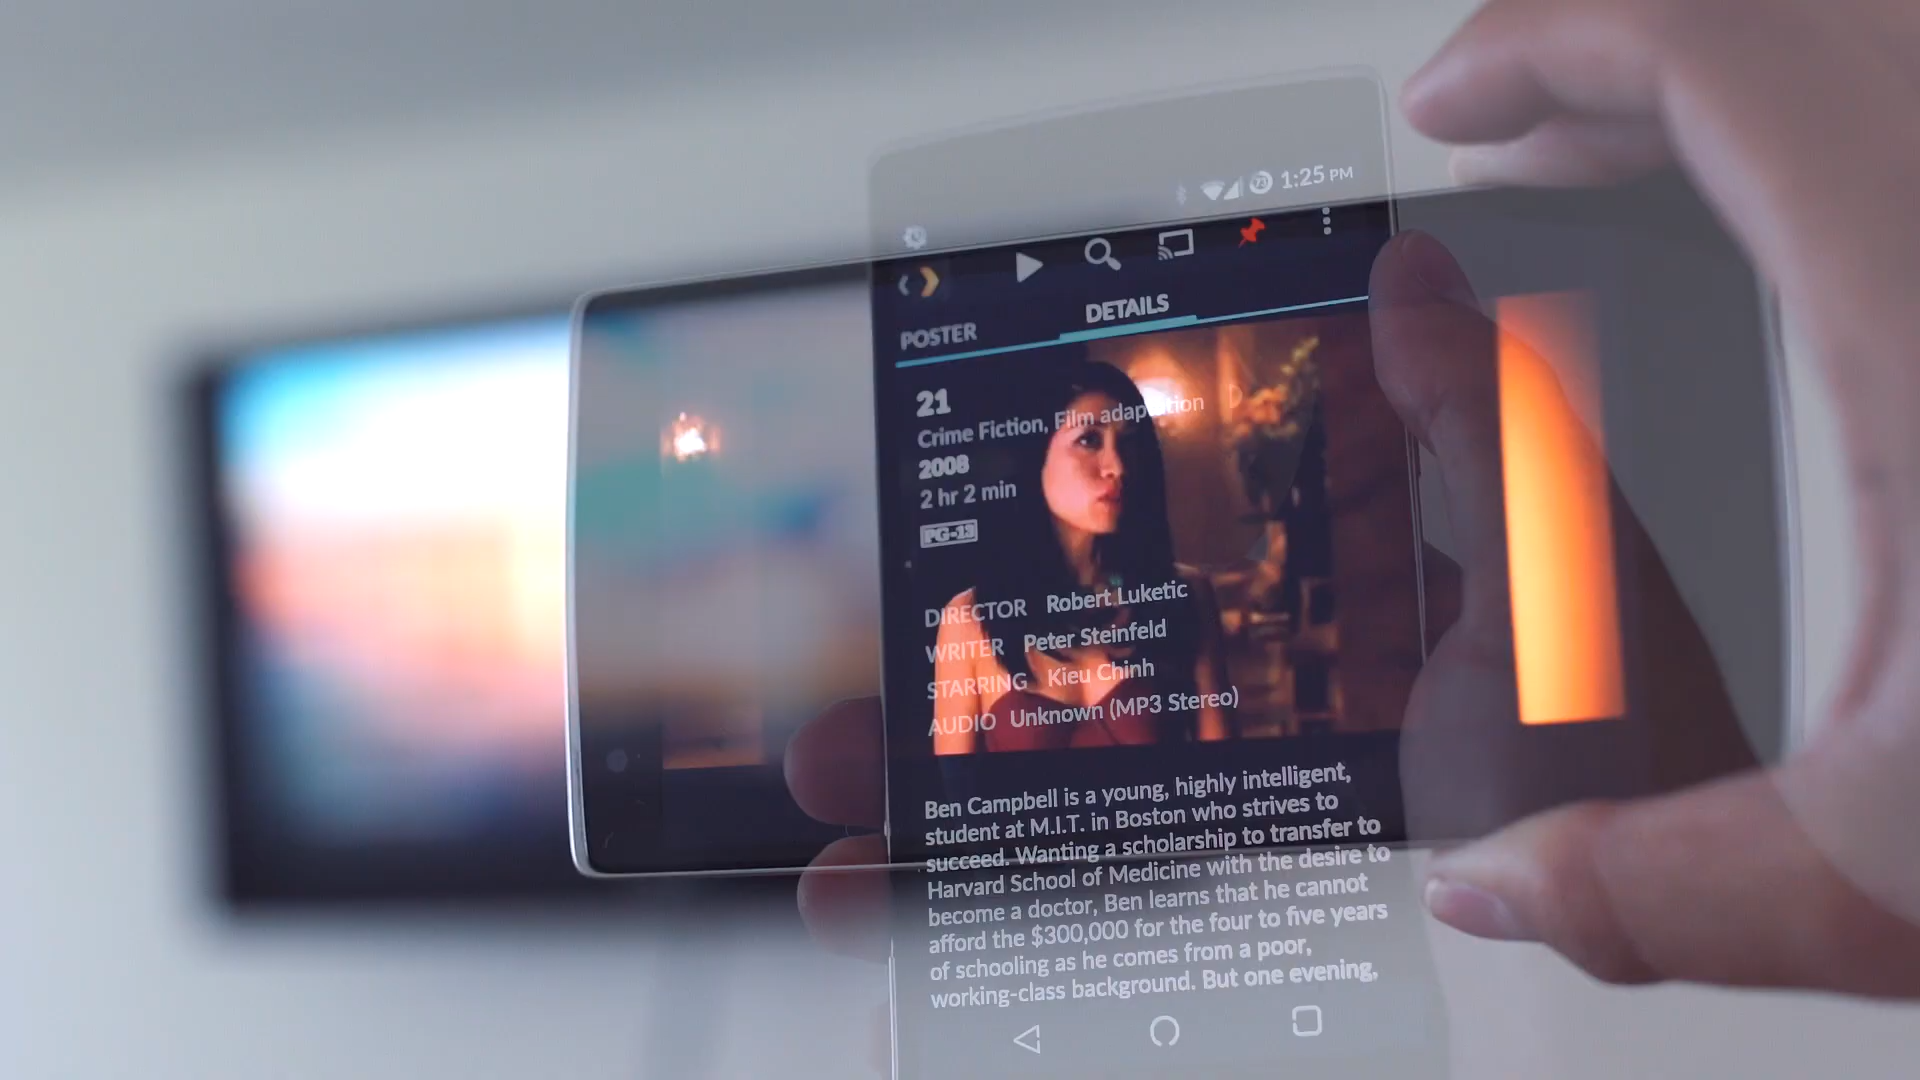 1:25 PM
POSTER
DETAILS
21
Crime Fiction, Film adaptation
2008
2 hr 2 min
PG-13
DIRECTOR Robert Luketic
WRITER Peter Steinfeld
STARRING Kieu Chinh
AUDIO Unknown (MP3 Stereo)
Ben Campbell is a young, highly intelligent,
student at M.I.T. in Boston who strives to
succeed. Wanting a scholarship to transfer to
Harvard School of Medicine with the desire to
become a doctor, Ben learns that he cannot
afford the $300,000 for the four to five years
of schooling as he comes from a poor,
working-class background. But one evening,